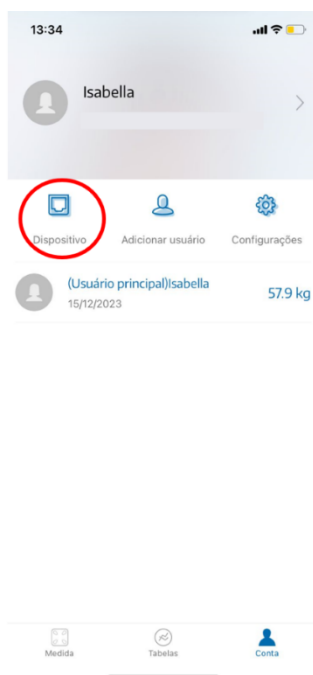 13:34
Isabella
Dispositivo
Adicionar usuário
Configurações
(Usuário principal)Isabella
57.9 kg
15/12/2023
Medida
Tabelas
Conta